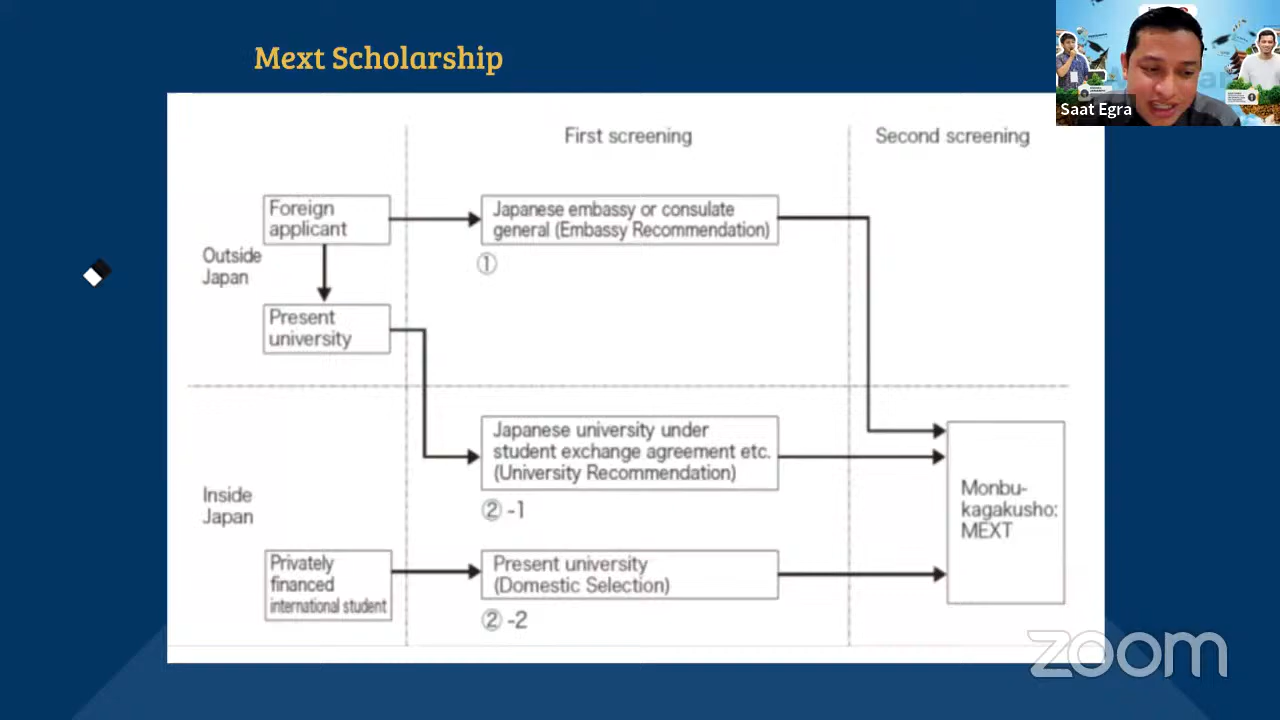 Mext Scholarship
Saat Egra
First screening
Second screening
Foreign
applicant
Japanese embassy or consulate
general (Embassy Recommendation)
①
Outside
Japan
Present
university
Japanese university under
student exchange agreement etc.
(University Recommendation)
②-1
Inside
Japan
Monbu-
kagakusho:
MEXT
Privately
financed
international student
Present university
(Domestic Selection)
②-2
zoom